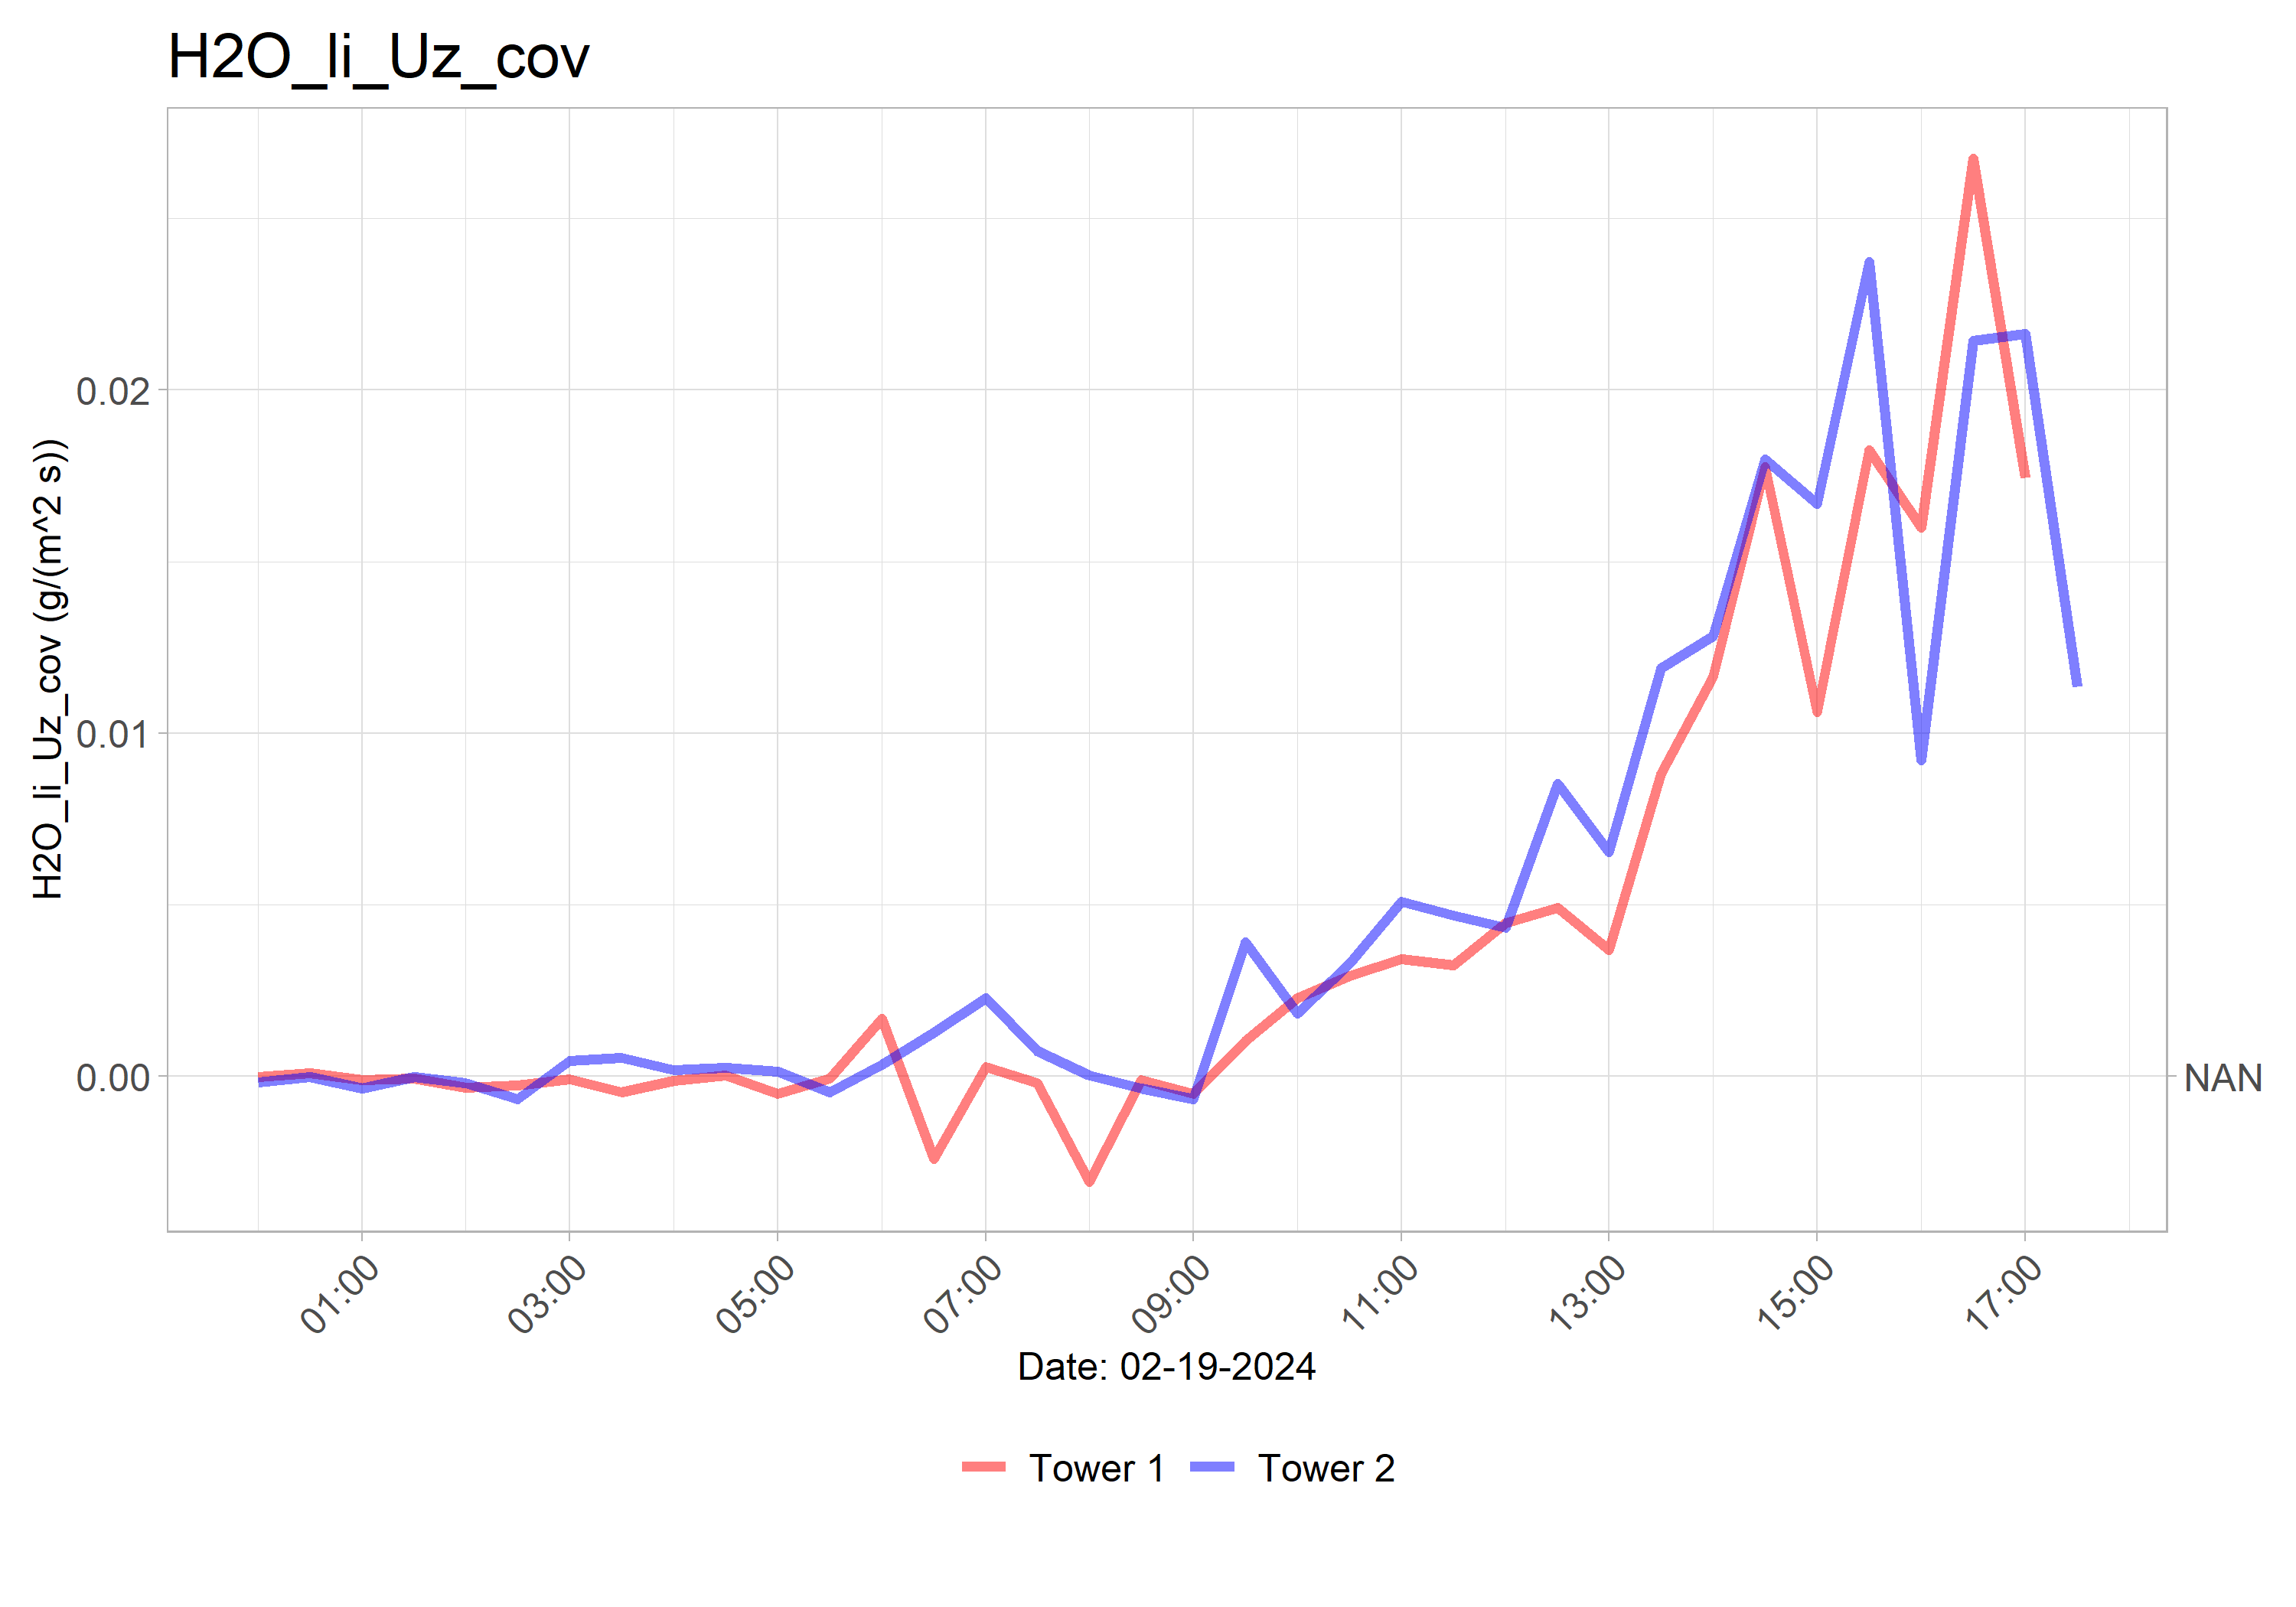 H2O_li_Uz_cov
H2O_li_Uz_cov (g/(m^2 s))
0.02
0.01
0.00
NAN
01:00
03:00
05:00
07:00
09:00
11:00
13:00
15:00
17:00
Date: 02-19-2024
Tower 1
Tower 2